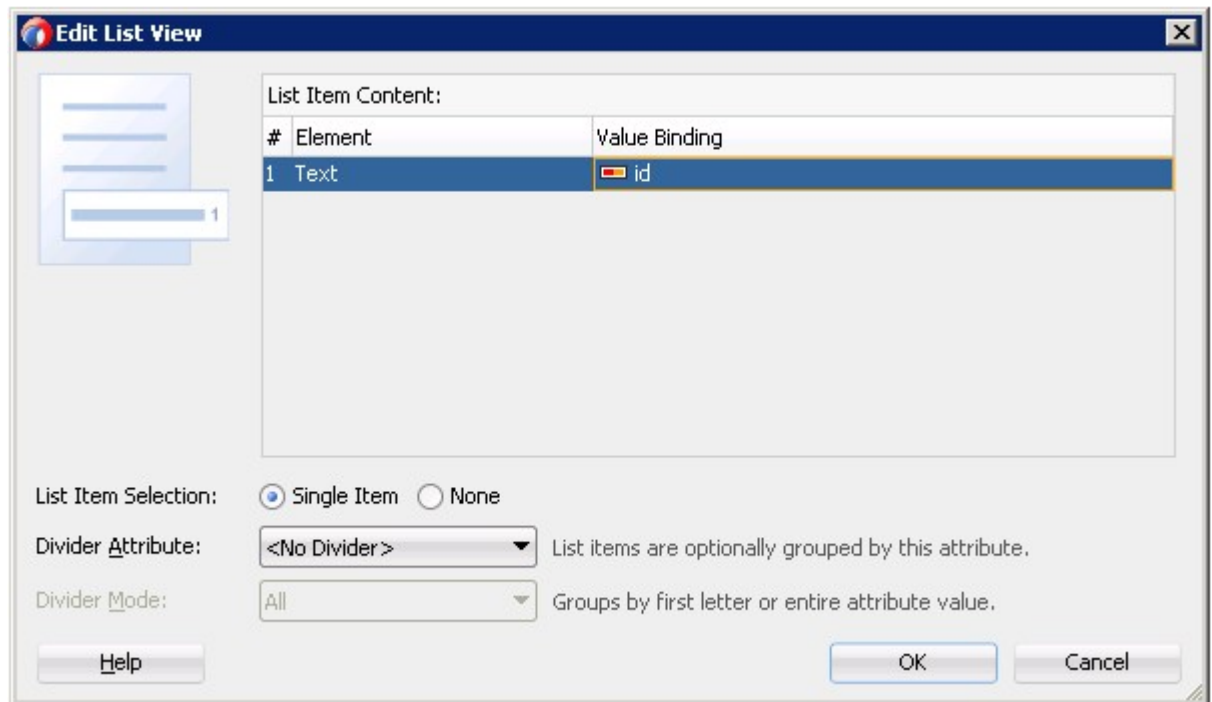 Edit List View
List Item Content:
# Element Value Binding
1 Text id
1
List Item Selection: Single Item None
Divider Attribute: <No Divider> List items are optionally grouped by this attribute.
Divider Mode: All Groups by first letter or entire attribute value.
Help OK Cancel